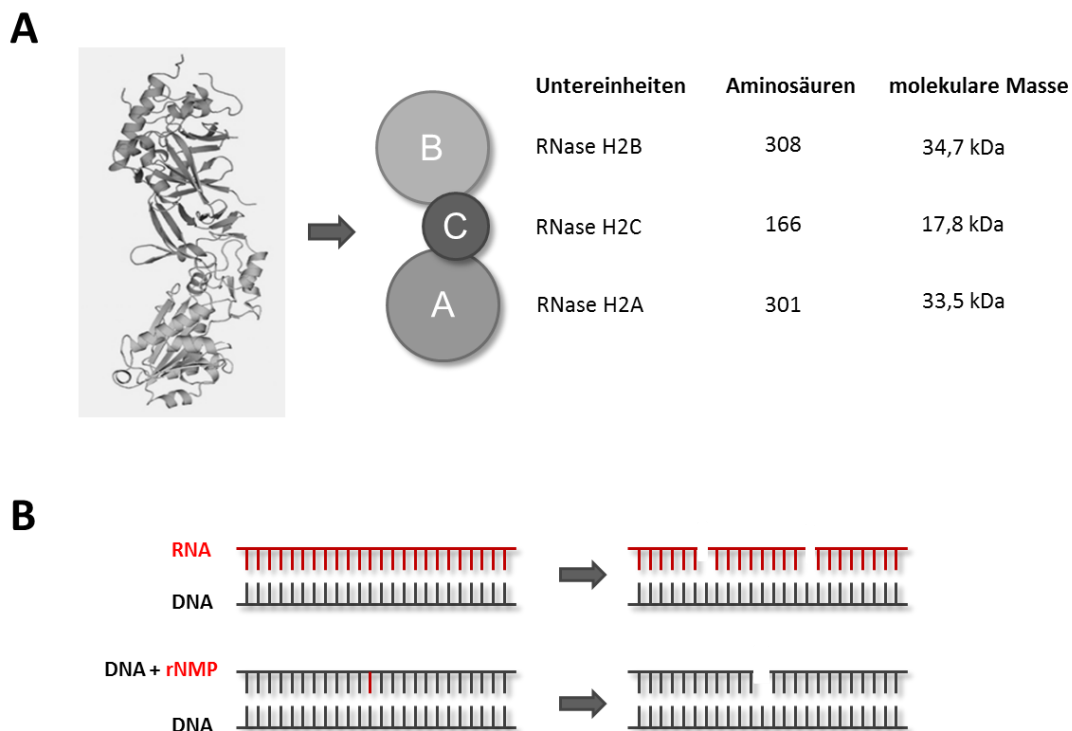 A
Untereinheiten Aminosäuren molekulare Masse
B RNase H2B 308 34,7 kDa
C RNase H2C 166 17,8 kDa
A RNase H2A 301 33,5 kDa
B
RNA
DNA
DNA + rNMP
DNA